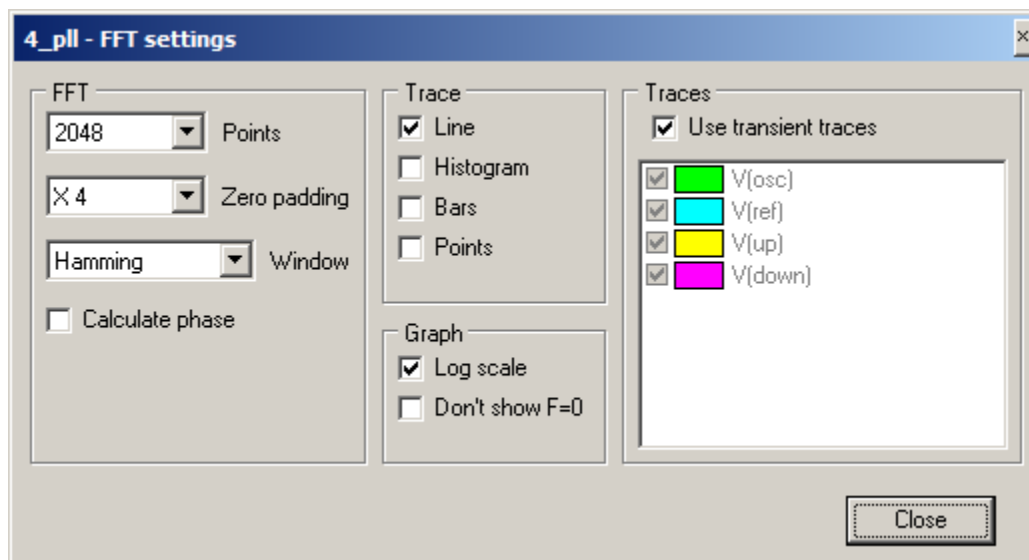 4_pll - FFT settings
FFT
2048 Points
X 4 Zero padding
Hamming Window
Calculate phase
Trace
Line
Histogram
Bars
Points
Graph
Log scale
Don't show F=0
Traces
Use transient traces
V(osc)
V(ref)
V(up)
V(down)
Close